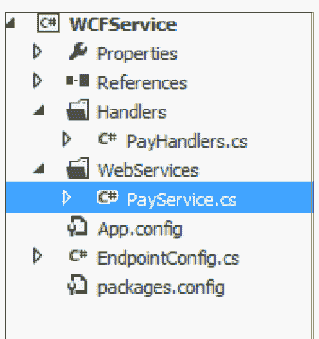 C# WCFService
Properties
References
Handlers
C# PayHandlers.cs
WebServices
C# PayService.cs
App.config
C# EndpointConfig.cs
packages.config